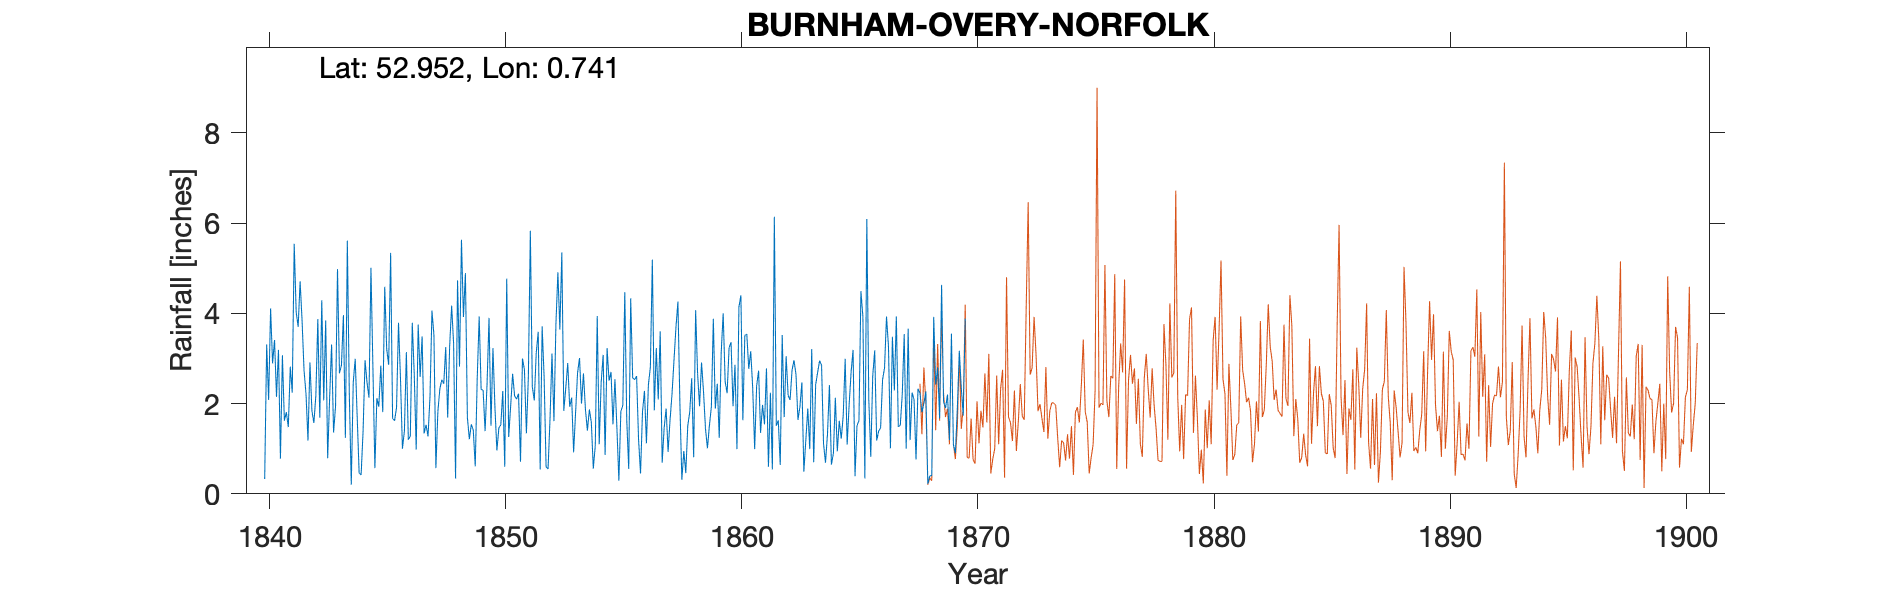 BURNHAM-OVERY-NORFOLK
Lat: 52.952, Lon: 0.741
Rainfall [inches]
8
6
4
2
0
1840 1850 1860 1870 1880 1890 1900
Year